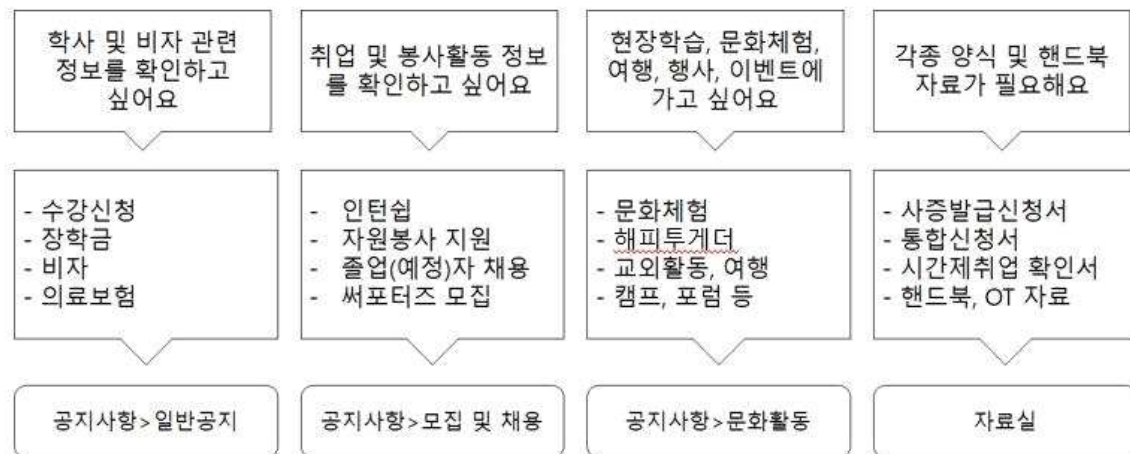 학사 및 비자 관련
정보를 확인하고
싶어요
취업 및 봉사활동 정보
를 확인하고 싶어요
현장학습, 문화체험,
여행, 행사, 이벤트에
가고 싶어요
각종 양식 및 핸드북
자료가 필요해요
- 수강신청
- 장학금
- 비자
- 의료보험
- 인턴쉽
- 자원봉사 지원
- 졸업(예정)자 채용
- 써포터즈 모집
- 문화체험
- 해피투게더
- 교외활동, 여행
- 캠프, 포럼 등
- 사증발급신청서
- 통합신청서
- 시간제취업 확인서
- 핸드북, OT 자료
공지사항>일반공지
공지사항>모집 및 채용
공지사항>문화활동
자료실